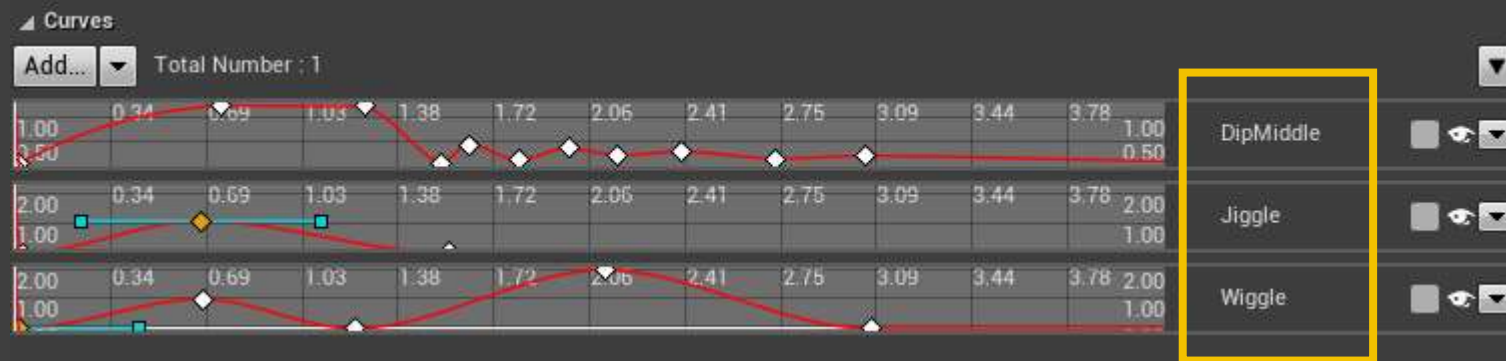 Curves
Add... Total Number : 1
0.34 0.69 1.03 1.38 1.72 2.06 2.41 2.75 3.09 3.44 3.78
1.00 1.00 DipMiddle
0.50 0.50
0.34 0.69 1.03 1.38 1.72 2.06 2.41 2.75 3.09 3.44 3.78
2.00 2.00 Jiggle
1.00 1.00
0.34 0.69 1.03 1.38 1.72 2.06 2.41 2.75 3.09 3.44 3.78
2.00 2.00 Wiggle
1.00 1.00